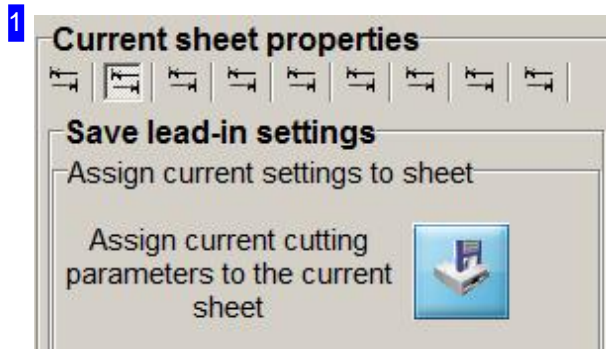 1
Current sheet properties
Save lead-in settings
Assign current settings to sheet
Assign current cutting
parameters to the current
sheet